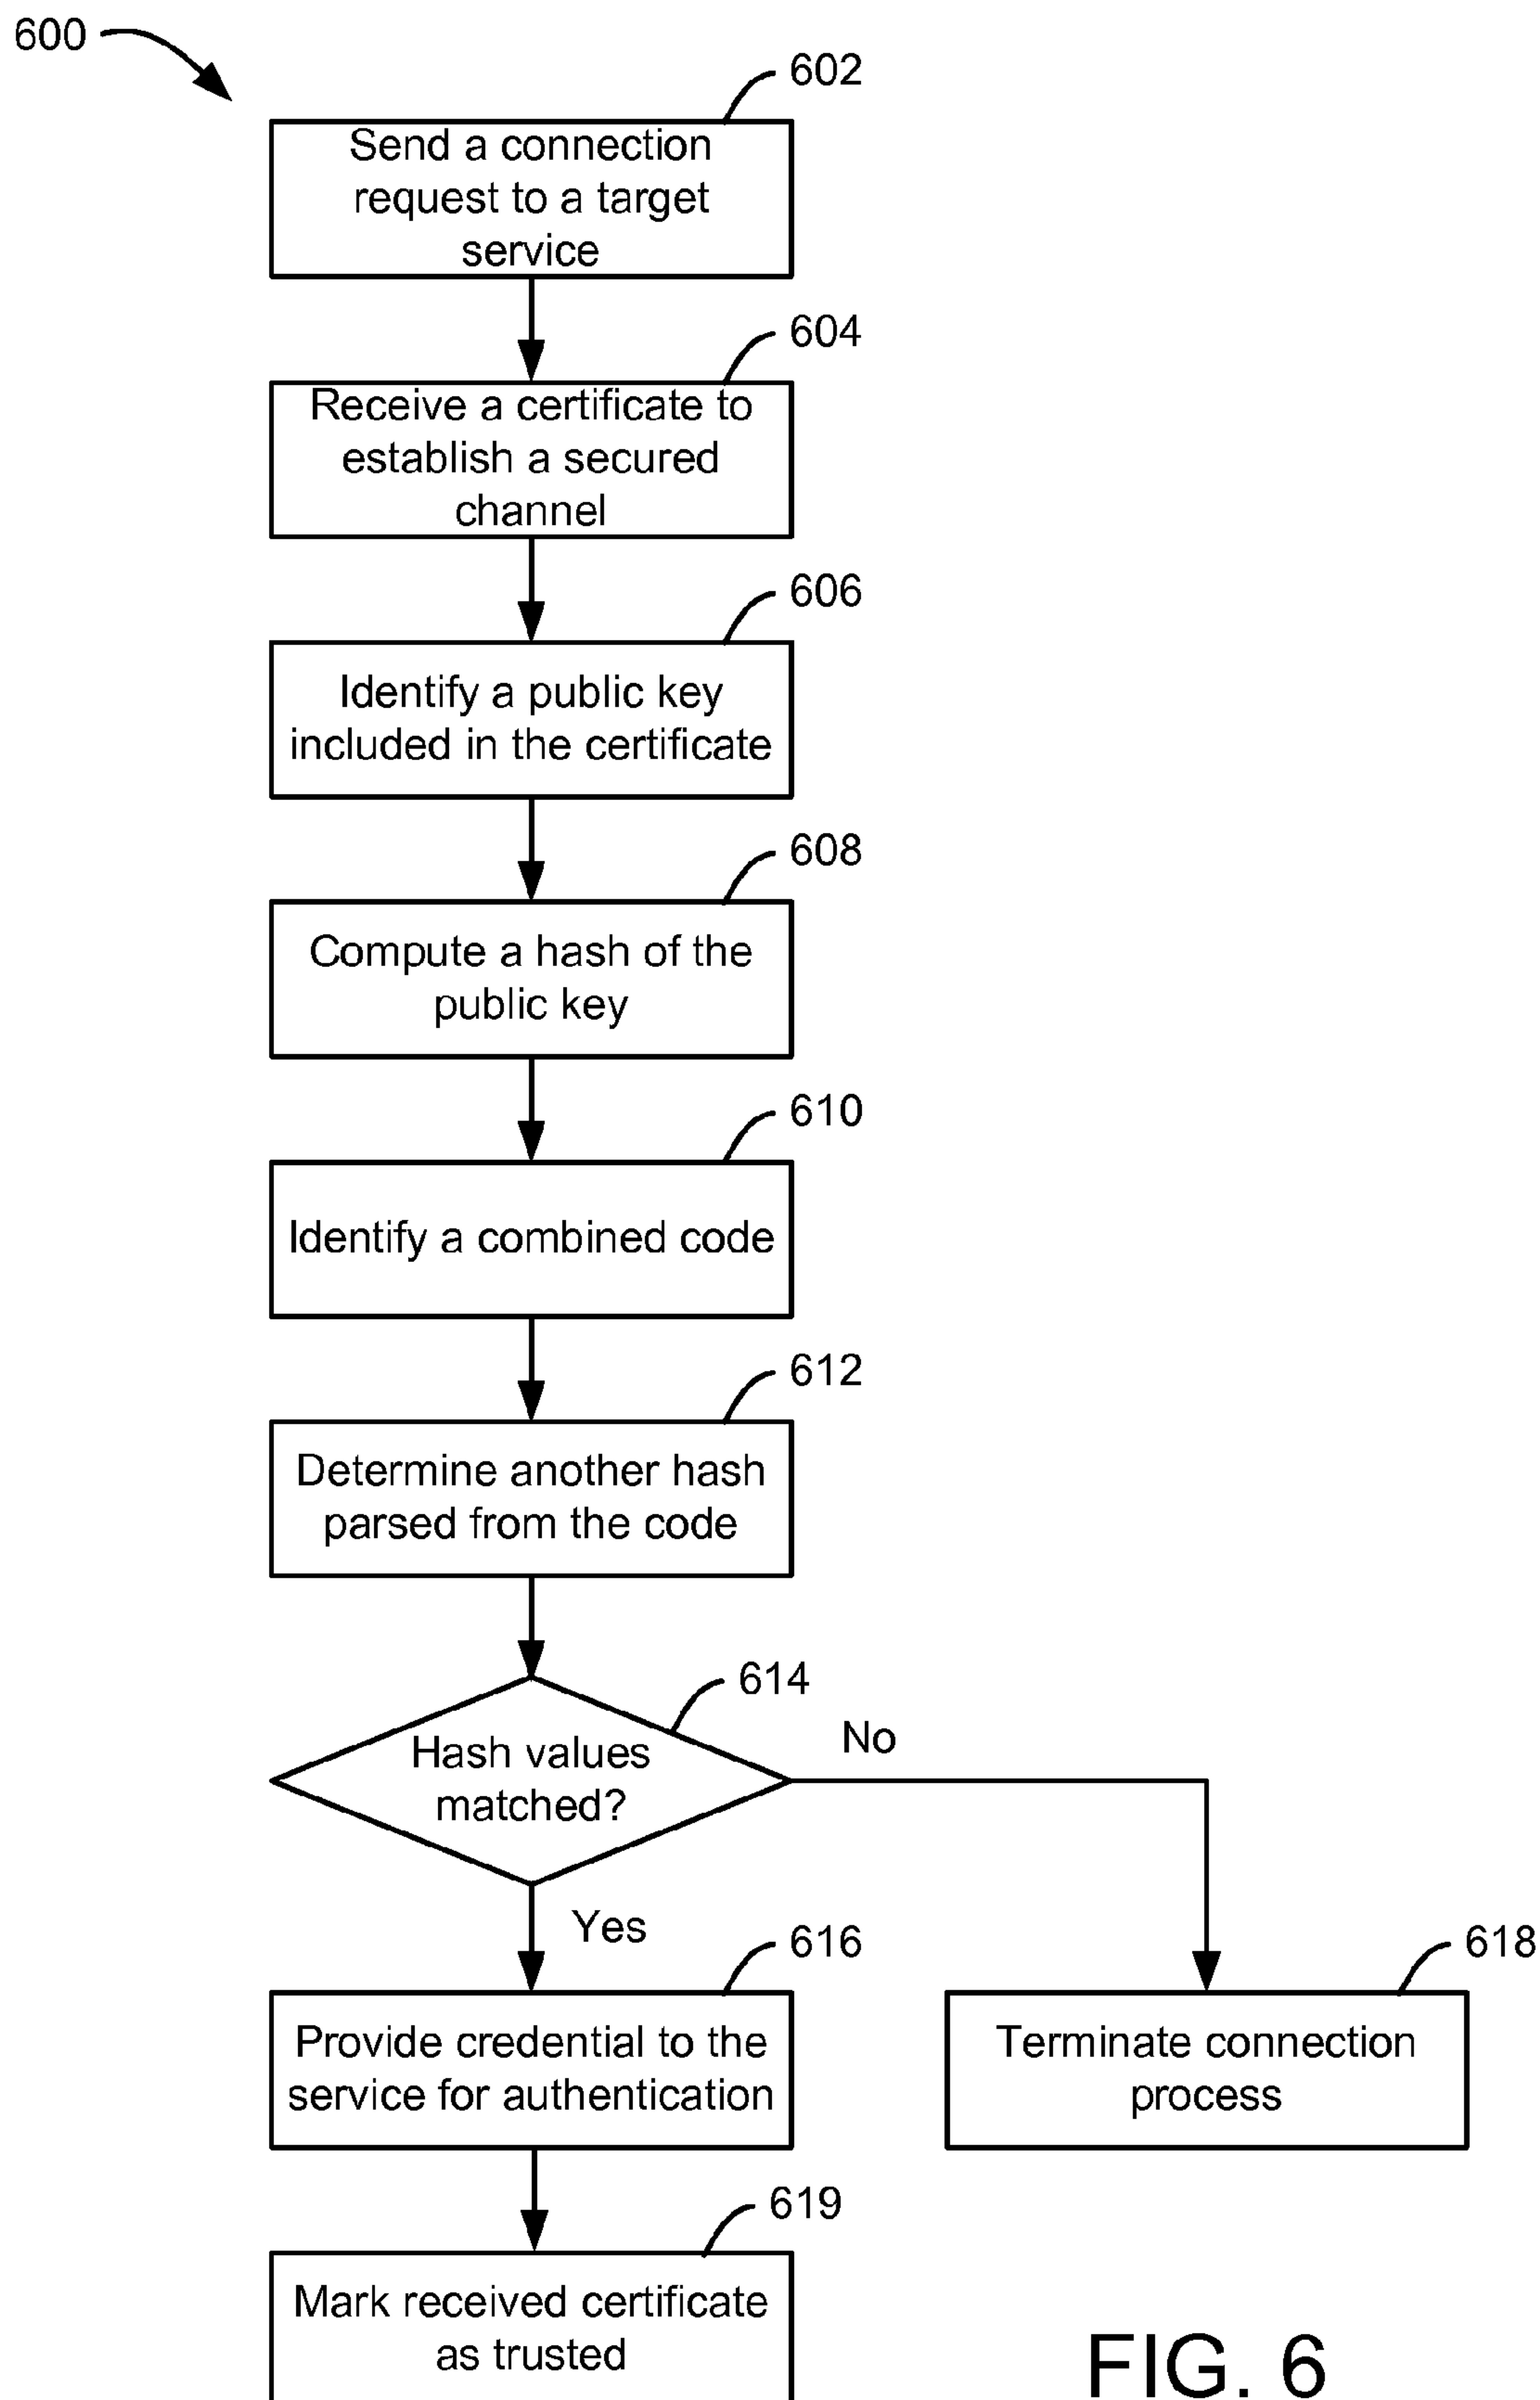 600
602
Send a connection
request to a target
service
604
Receive a certificate to
establish a secured
channel
606
Identify a public key
included in the certificate
608
Compute a hash of the
public key
610
Identify a combined code
612
Determine another hash
parsed from the code
614
Hash values
matched?
No
Yes
616
Provide credential to the
service for authentication
618
Terminate connection
process
619
Mark received certificate
as trusted
FIG. 6